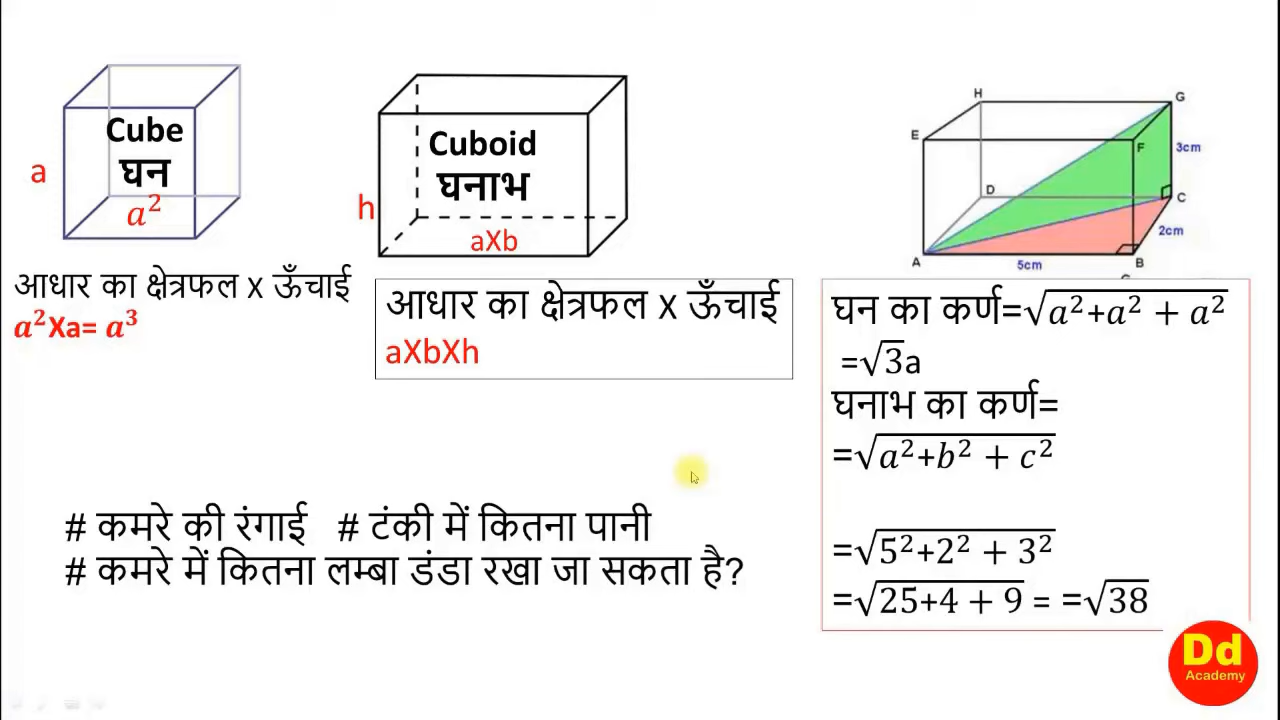 Cube
घन
a
a²
आधार का क्षेत्रफल x ऊँचाई
a²Xa= a³
Cuboid
घनाभ
h
aXb
आधार का क्षेत्रफल x ऊँचाई
aXbXh
H
G
E
F
3cm
D
C
2cm
A
5cm
B
घन का कर्ण=√a²+a² + a²
=√3a
घनाभ का कर्ण=
=√a²+b² + c²
=√5²+2² + 3²
=√25+4 + 9 = =√38
# कमरे की रंगाई # टंकी में कितना पानी
# कमरे में कितना लम्बा डंडा रखा जा सकता है?
Dd
Academy